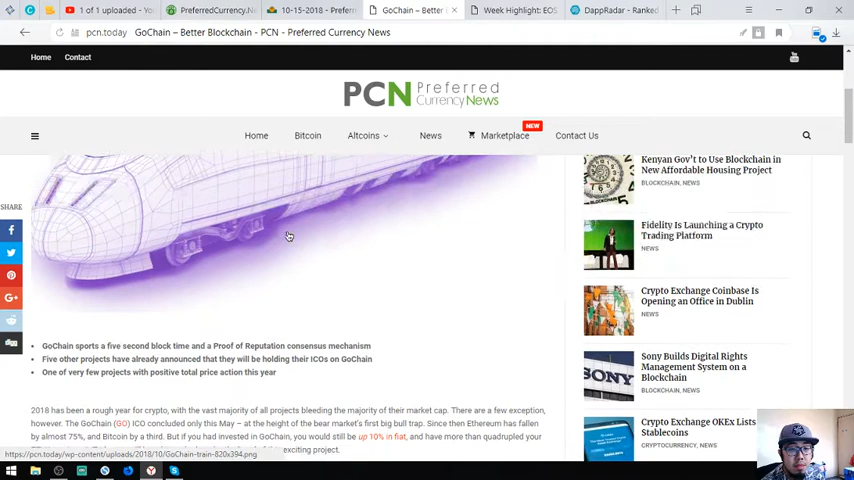 1 of 1 uploaded - Yo
PreferredCurrency.N
10-15-2018 - Preferr
GoChain – Better B
Week Highlight: EOS
DappRadar - Ranked
pcn.today GoChain – Better Blockchain - PCN - Preferred Currency News
Home Contact
You
PCN Preferred
Currency News
NEW
Home Bitcoin Altcoins News Marketplace Contact Us
SHARE
Kenyan Gov't to Use Blockchain in
New Affordable Housing Project
BLOCKCHAIN, NEWS
Fidelity Is Launching a Crypto
Trading Platform
NEWS
Crypto Exchange Coinbase Is
Opening an Office in Dublin
NEWS
Sony Builds Digital Rights
Management System on a
Blockchain
BLOCKCHAIN, NEWS
SONY
Crypto Exchange OKEx Lists
Stablecoins
CRYPTOCURRENCY, NEWS
GoChain sports a five second block time and a Proof of Reputation consensus mechanism
Five other projects have already announced that they will be holding their ICOs on GoChain
One of very few projects with positive total price action this year
2018 has been a rough year for crypto, with the vast majority of all projects bleeding the majority of their market cap. There are a few exception,
however. The GoChain (GO) ICO concluded only this May – at the height of the bear market's first big bull trap. Since then Ethereum has fallen
by almost 75%, and Bitcoin by a third. But if you had invested in GoChain, you would still be up 10% in fiat, and have more than quadrupled your
exciting project.
https://pcn.today/wp-content/uploads/2018/10/GoChain-train-820x394.png